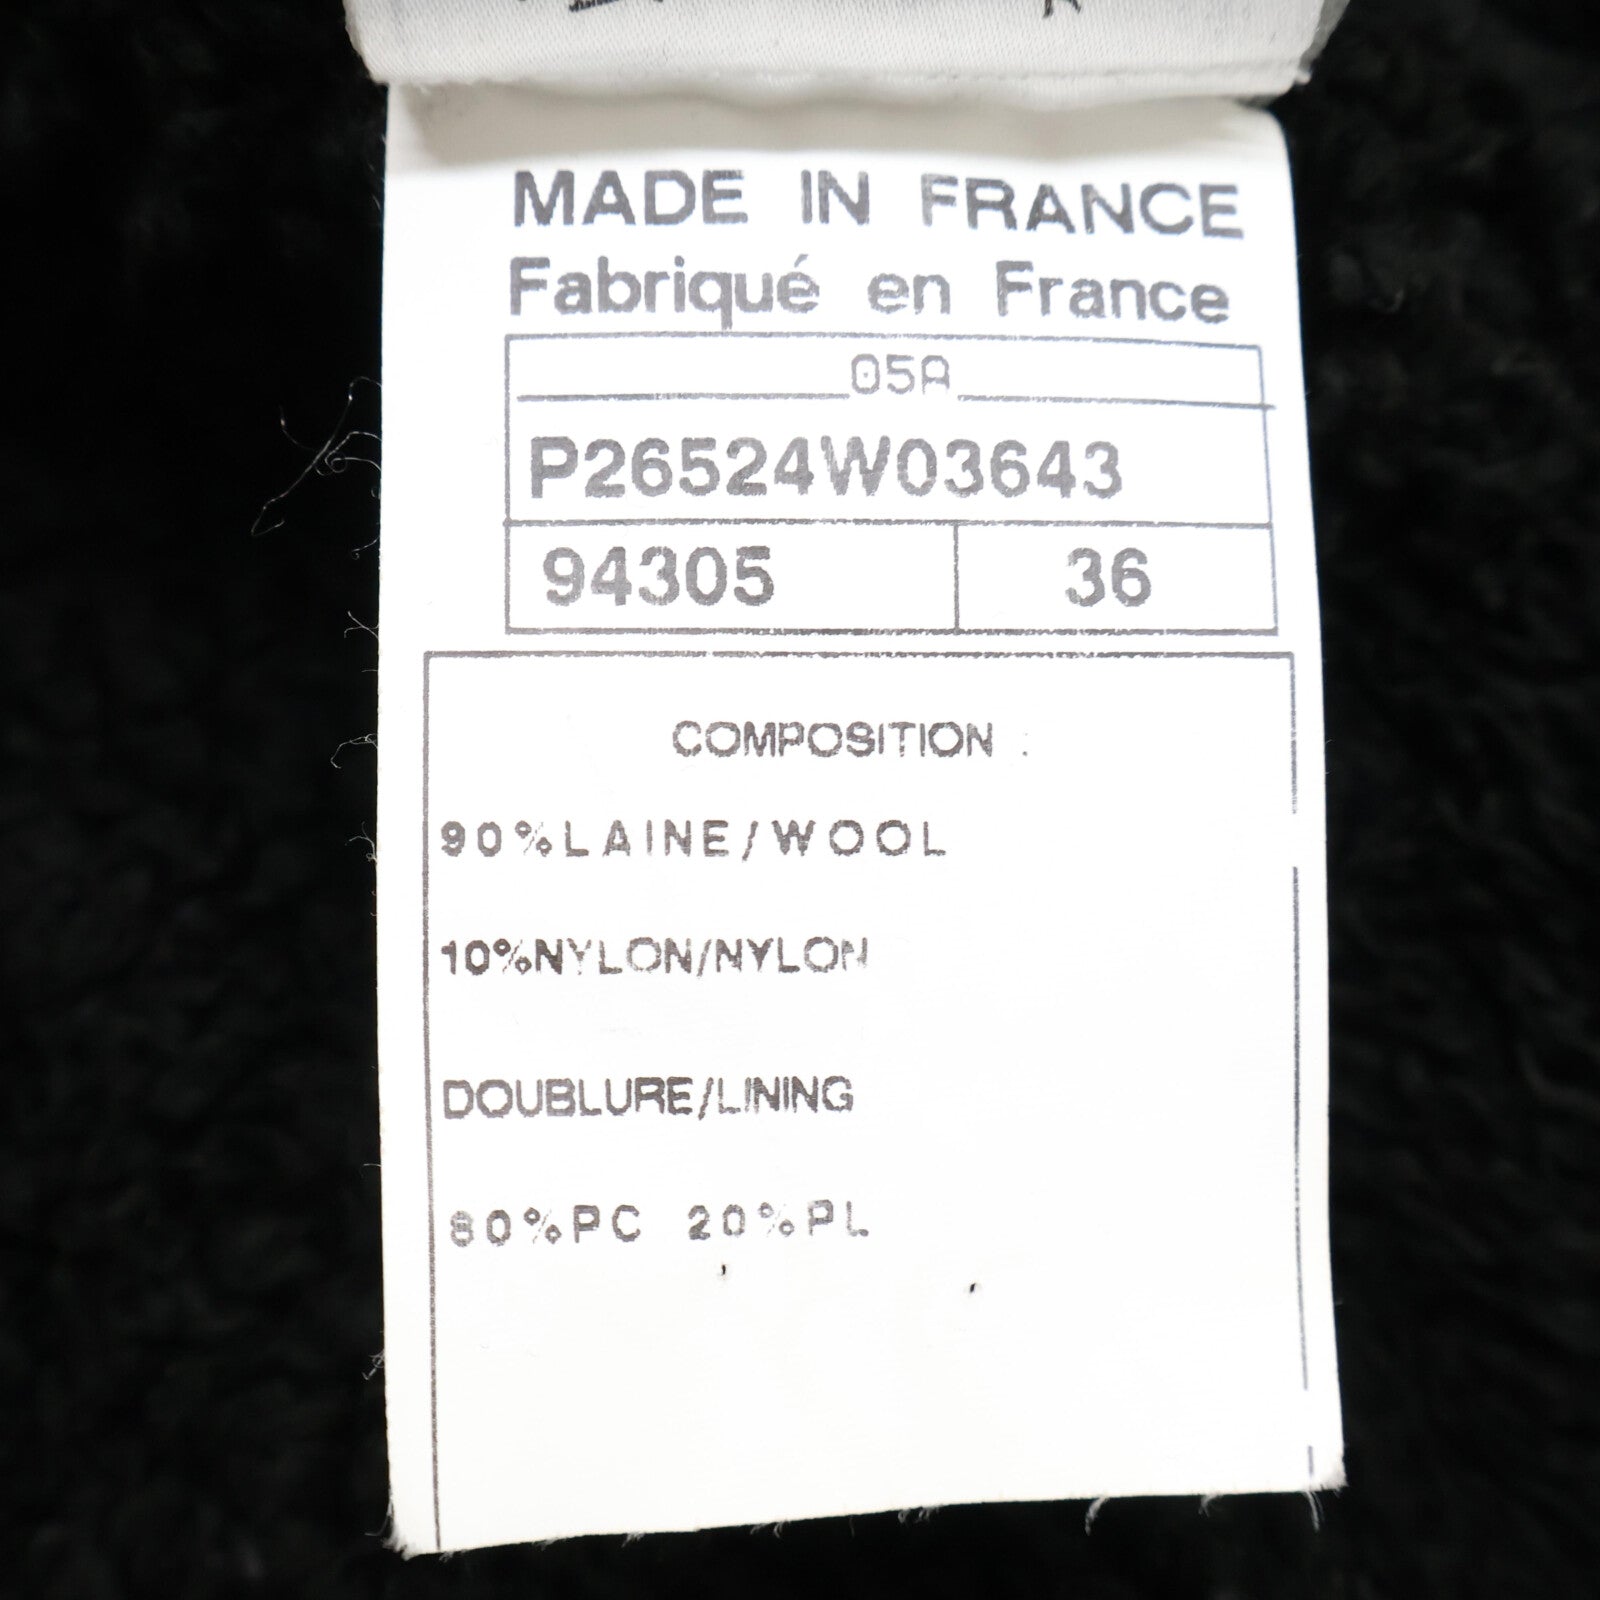 MADE IN FRANCE
Fabriqué en France
05A
P26524W03643
94305 36
COMPOSITION :
90%LAINE/WOOL
10%NYLON/NYLON
DOUBLURE/LINING
80%PC 20%PL